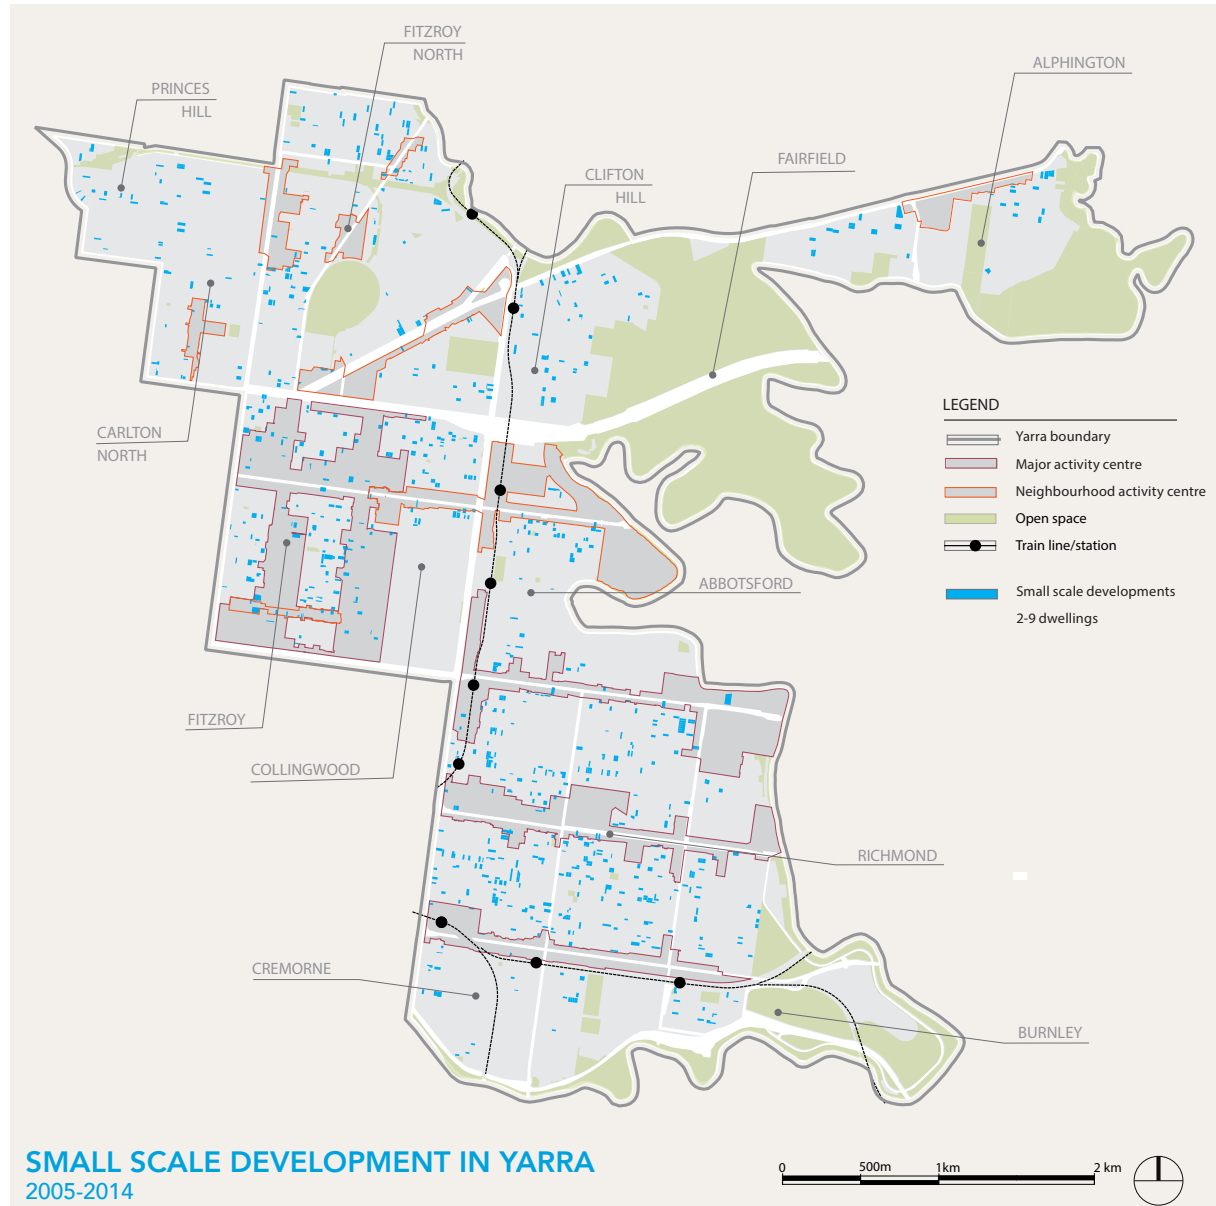 FITZROY
NORTH
PRINCES
HILL
ALPHINGTON
CLIFTON
HILL
FAIRFIELD
CARLTON
NORTH
LEGEND
Yarra boundary
Major activity centre
Neighbourhood activity centre
Open space
Train line/station
Small scale developments
2-9 dwellings
ABBOTSFORD
FITZROY
COLLINGWOOD
RICHMOND
CREMORNE
BURNLEY
SMALL SCALE DEVELOPMENT IN YARRA
2005-2014
0 500m 1km 2 km